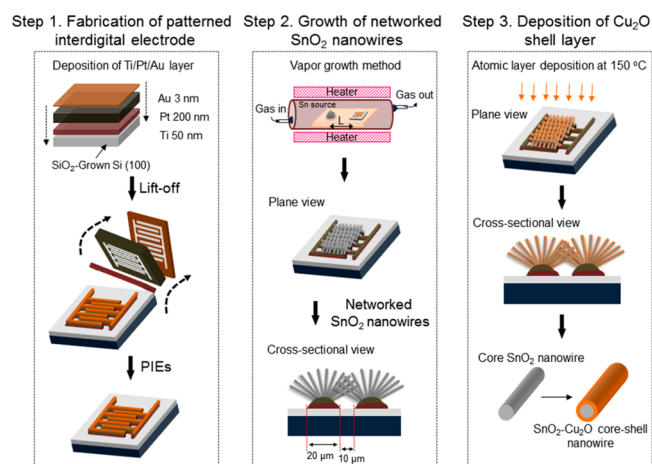 Step 1. Fabrication of patterned
interdigital electrode
Deposition of Ti/Pt/Au layer
Au 3 nm
Pt 200 nm
Ti 50 nm
SiO₂-Grown Si (100)
Lift-off
PIEs
Step 2. Growth of networked
SnO₂ nanowires
Vapor growth method
Heater
Gas out
Gas in
Sn source
L
Heater
Plane view
Networked
SnO₂ nanowires
Cross-sectional view
20 μm
10 μm
Step 3. Deposition of Cu₂O
shell layer
Atomic layer deposition at 150 ºC
Plane view
Cross-sectional view
Core SnO₂ nanowire
SnO₂-Cu₂O core-shell
nanowire